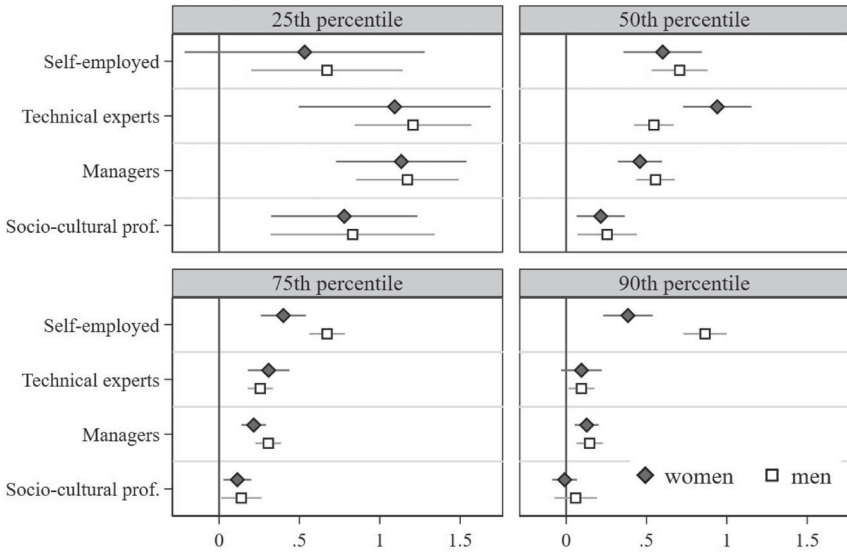 25th percentile
50th percentile
Self-employed
Technical experts
Managers
Socio-cultural prof.
75th percentile
90th percentile
Self-employed
Technical experts
Managers
Socio-cultural prof.
women men
0 .5 1 1.5
0 .5 1 1.5